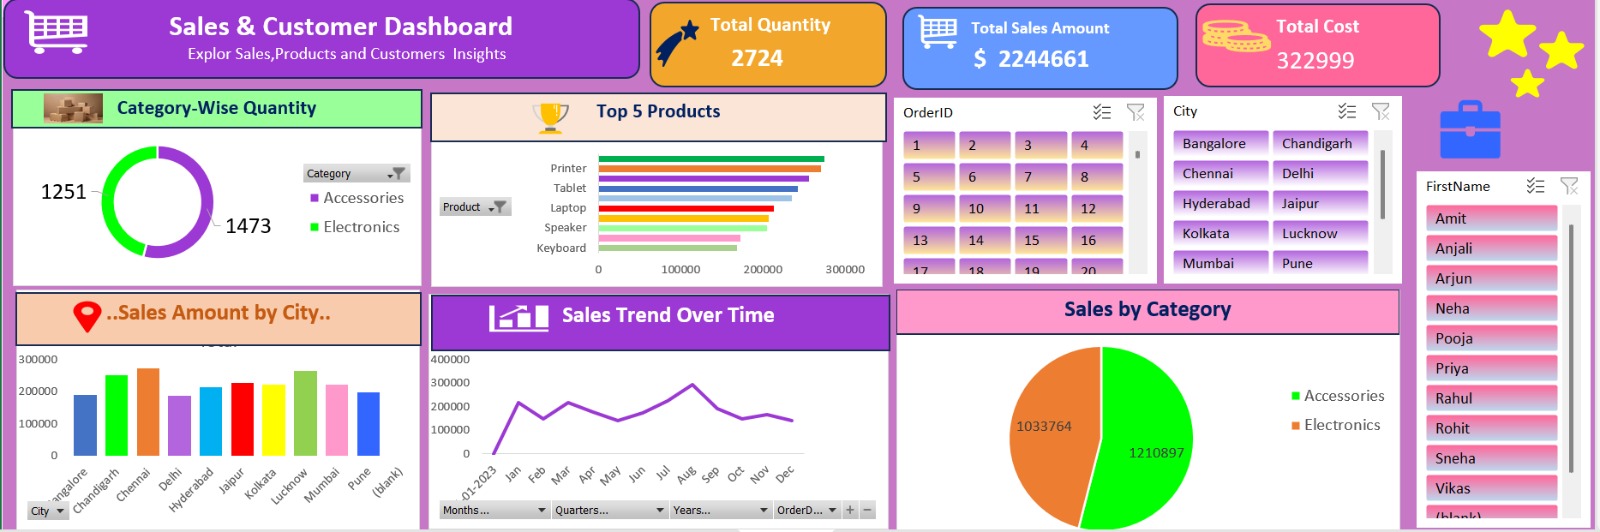 Sales & Customer Dashboard
Explor Sales,Products and Customers Insights
Total Quantity
2724
Total Sales Amount
$ 2244661
Total Cost
322999
Category-Wise Quantity
1251
1473
Category
Accessories
Electronics
Top 5 Products
Product
Printer
Tablet
Laptop
Speaker
Keyboard
0 100000 200000 300000
OrderID
1 2 3 4
5 6 7 8
9 10 11 12
13 14 15 16
17 18 19 20
City
Bangalore Chandigarh
Chennai Delhi
Hyderabad Jaipur
Kolkata Lucknow
Mumbai Pune
FirstName
Amit
Anjali
Arjun
Neha
Pooja
Priya
Rahul
Rohit
Sneha
Vikas
(blank)
..Sales Amount by City..
300000
200000
100000
0
Chandigarh
Chennai
Delhi
Hyderabad
Jaipur
Kolkata
Lucknow
Mumbai
Pune
(blank)
City
Sales Trend Over Time
400000
300000
200000
100000
0
-01-2023 Jan Feb Mar Apr May Jun Jul Aug Sep Oct Nov Dec
Months... Quarters... Years... OrderD... + −
Sales by Category
1033764
1210897
Accessories
Electronics